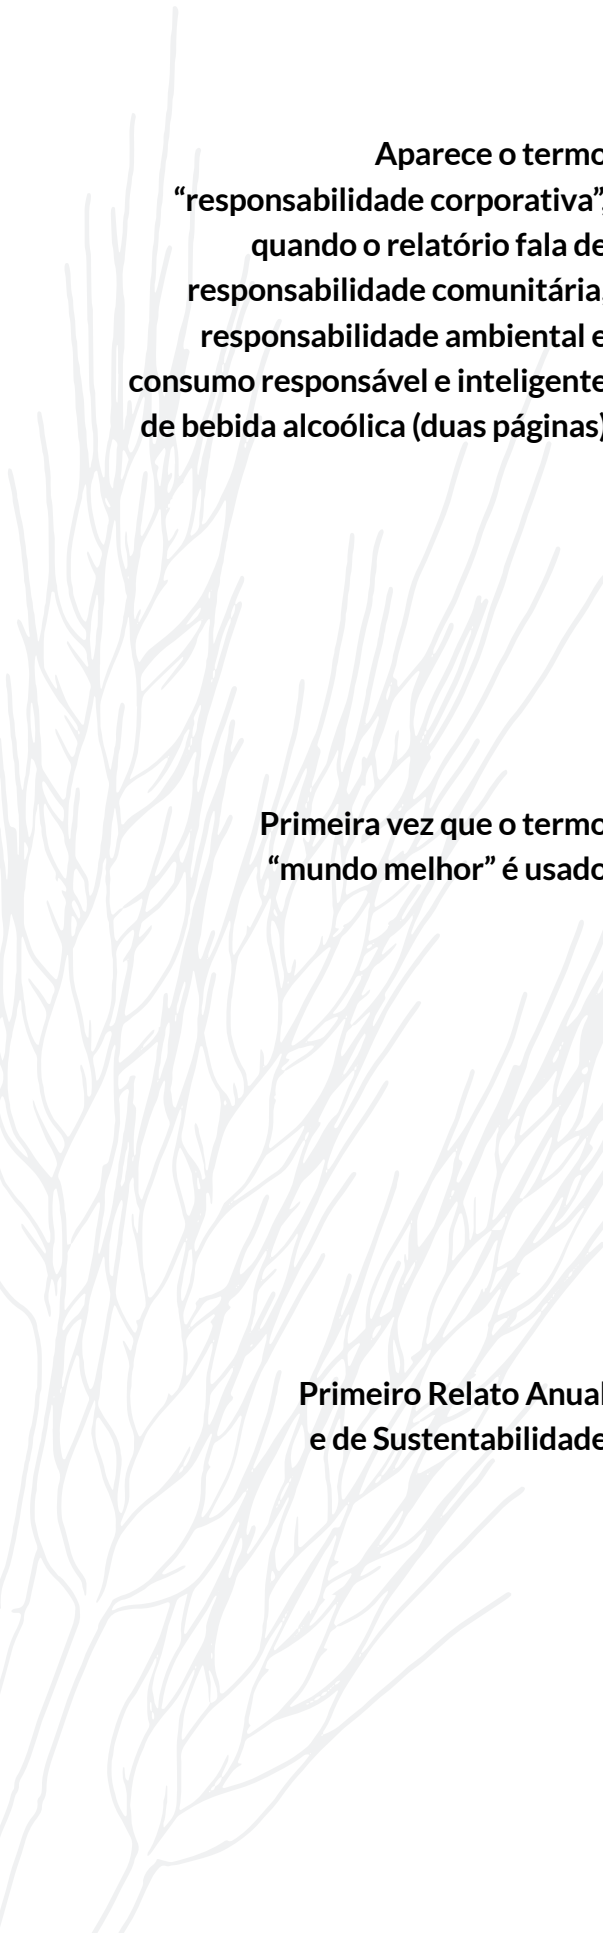 Aparece o termo
“responsabilidade corporativa”,
quando o relatório fala de
responsabilidade comunitária,
responsabilidade ambiental e
consumo responsável e inteligente
de bebida alcoólica (duas páginas)
Primeira vez que o termo
“mundo melhor” é usado
Primeiro Relato Anual
e de Sustentabilidade